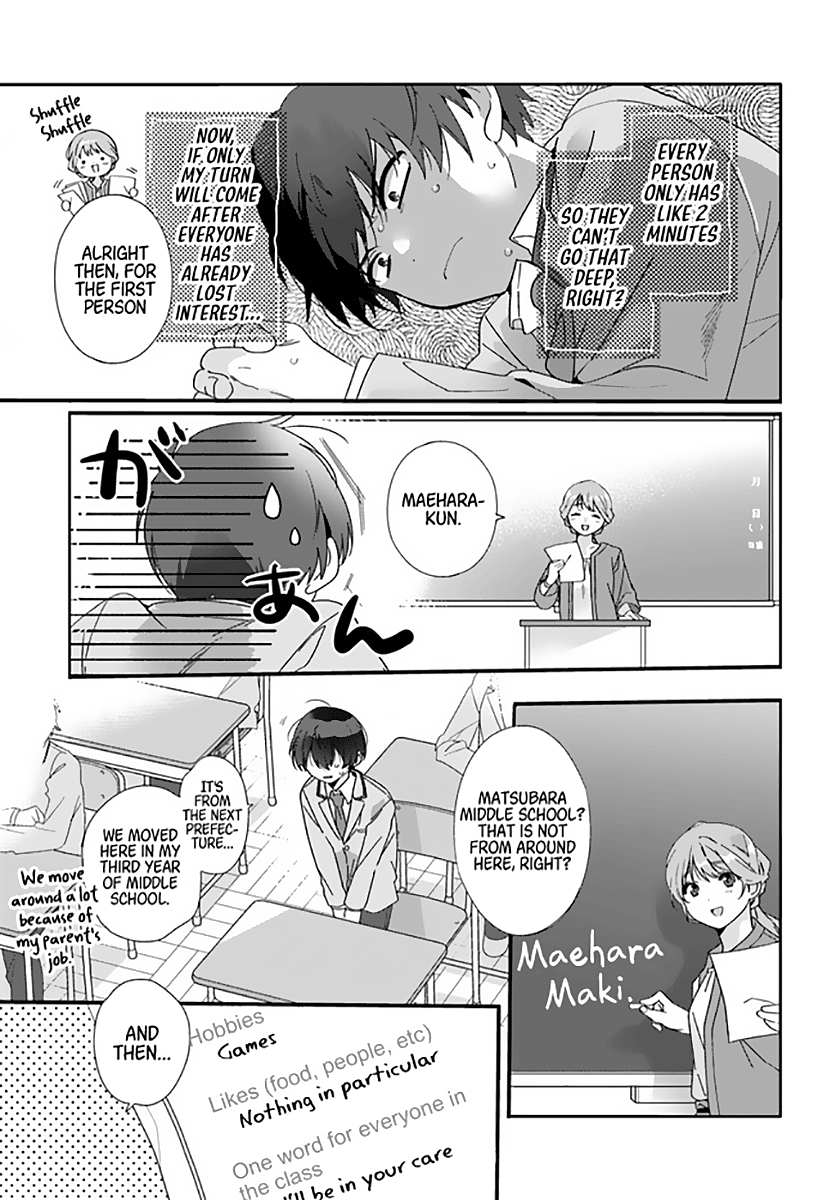 EVERY
PERSON
ONLY HAS
LIKE 2
MINUTES
SO THEY
CAN'T
GO THAT
DEEP,
RIGHT?
NOW,
IF ONLY
MY TURN
WILL COME
AFTER
EVERYONE
HAS
ALREADY
LOST
INTEREST...
Shuffle
Shuffle
ALRIGHT
THEN, FOR
THE FIRST
PERSON
月
日
MAEHARA-
KUN.
が
あ
ん
MATSUBARA
MIDDLE SCHOOL?
THAT IS NOT
FROM AROUND
HERE, RIGHT?
Maehara
Maki.
IT'S
FROM
THE NEXT
PREFEC-
TURE...
WE MOVED
HERE IN MY
THIRD YEAR
OF MIDDLE
SCHOOL.
We move
around a lot
because of
my parent's
job.
AND
THEN...
Hobbies
Games
Likes (food, people, etc)
Nothing in particular
One word for everyone in
the class
I'll be in your care